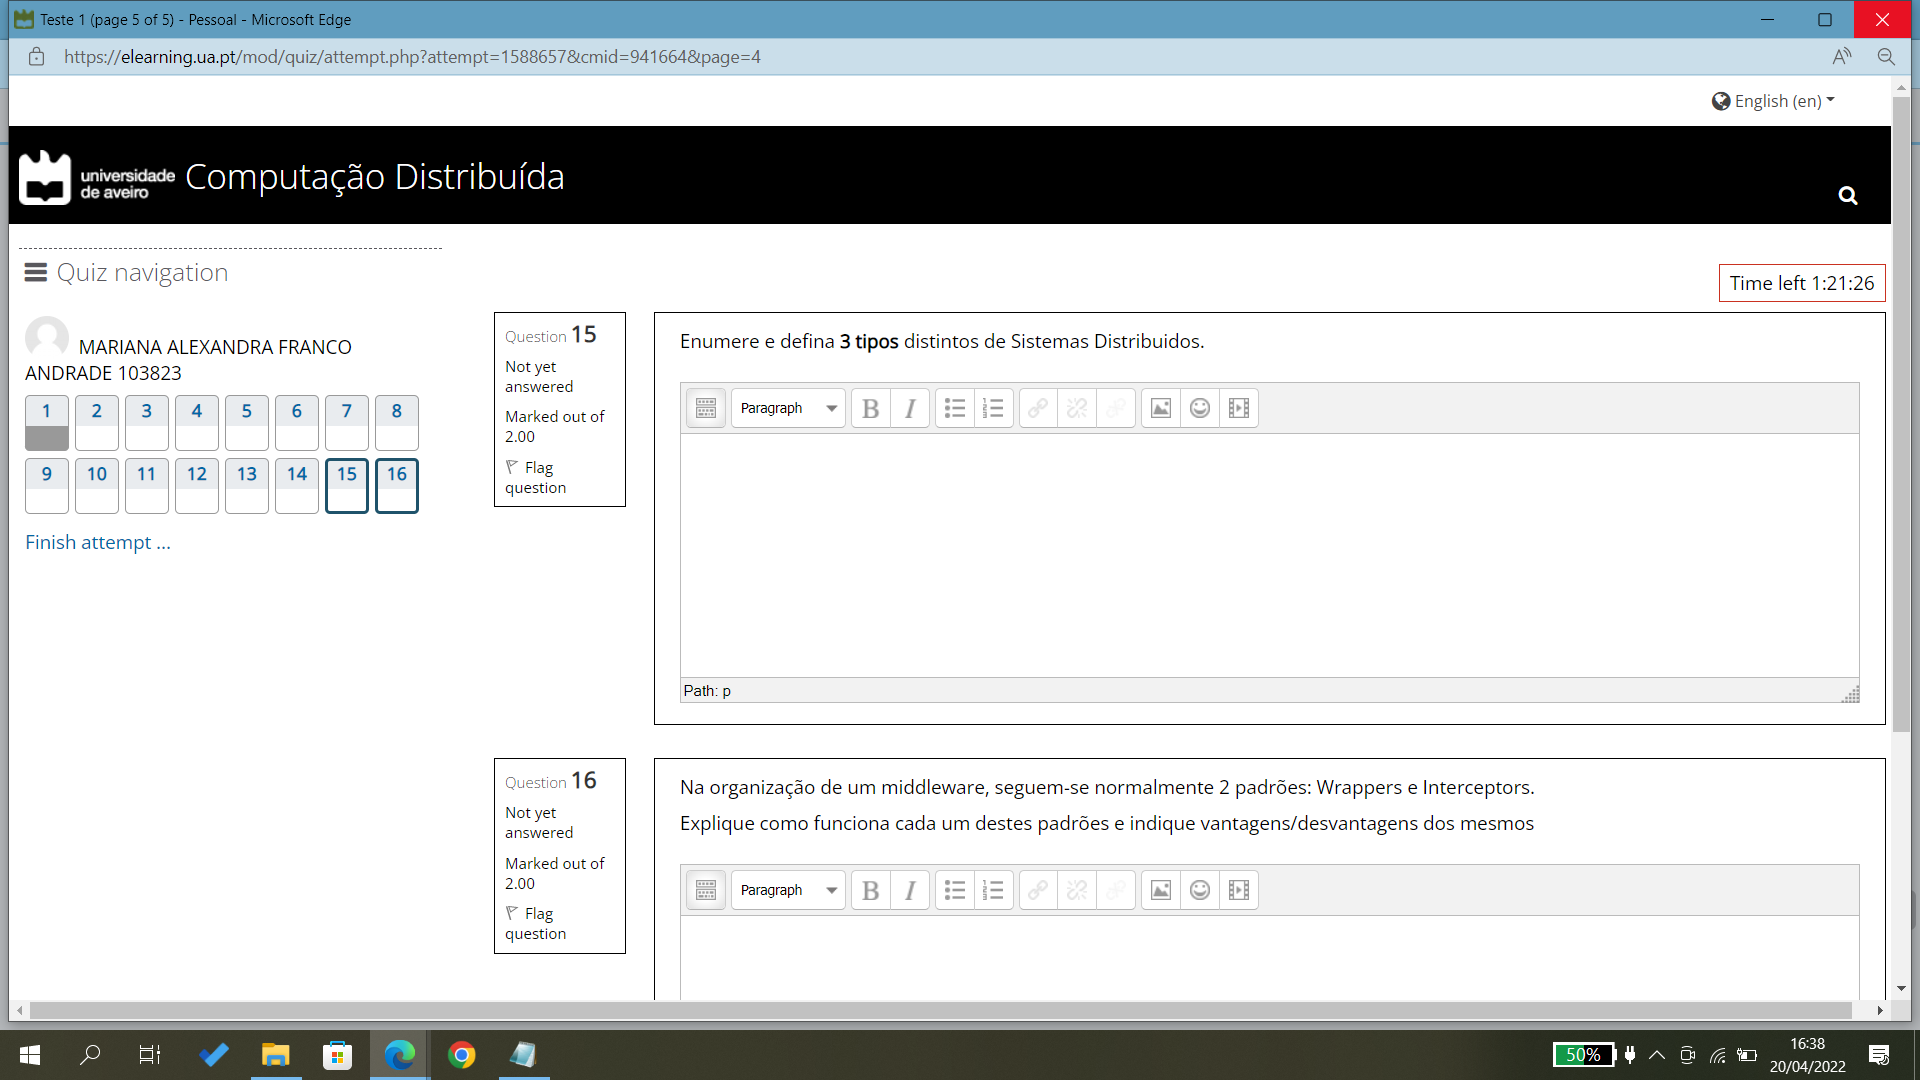 Teste 1 (page 5 of 5) - Pessoal - Microsoft Edge
https://elearning.ua.pt/mod/quiz/attempt.php?attempt=1588657&cmid=941664&page=4
English (en)
universidade
de aveiro
Computação Distribuída
Quiz navigation
Time left 1:21:26
MARIANA ALEXANDRA FRANCO
ANDRADE 103823
1 2 3 4 5 6 7 8
9 10 11 12 13 14 15 16
Finish attempt ...
Question 15
Not yet
answered
Marked out of
2.00
Flag
question
Enumere e defina 3 tipos distintos de Sistemas Distribuidos.
Paragraph B I
Path: p
Question 16
Not yet
answered
Marked out of
2.00
Flag
question
Na organização de um middleware, seguem-se normalmente 2 padrões: Wrappers e Interceptors.
Explique como funciona cada um destes padrões e indique vantagens/desvantagens dos mesmos
Paragraph B I
50%
16:38
20/04/2022